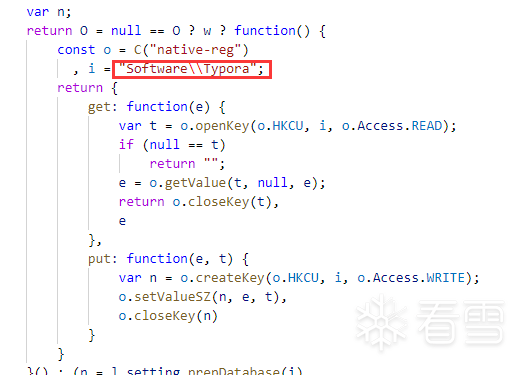 var n;
return O = null == O ? w ? function() {
const o = C("native-reg")
, i = "Software\\Typora";
return {
get: function(e) {
var t = o.openKey(o.HKCU, i, o.Access.READ);
if (null == t)
return "";
e = o.getValue(t, null, e);
return o.closeKey(t),
e
},
put: function(e, t) {
var n = o.createKey(o.HKCU, i, o.Access.WRITE);
o.setValueSZ(n, e, t),
o.closeKey(n)
}
}
}() : (n = l.setting.prepDatabase(i)
看雪